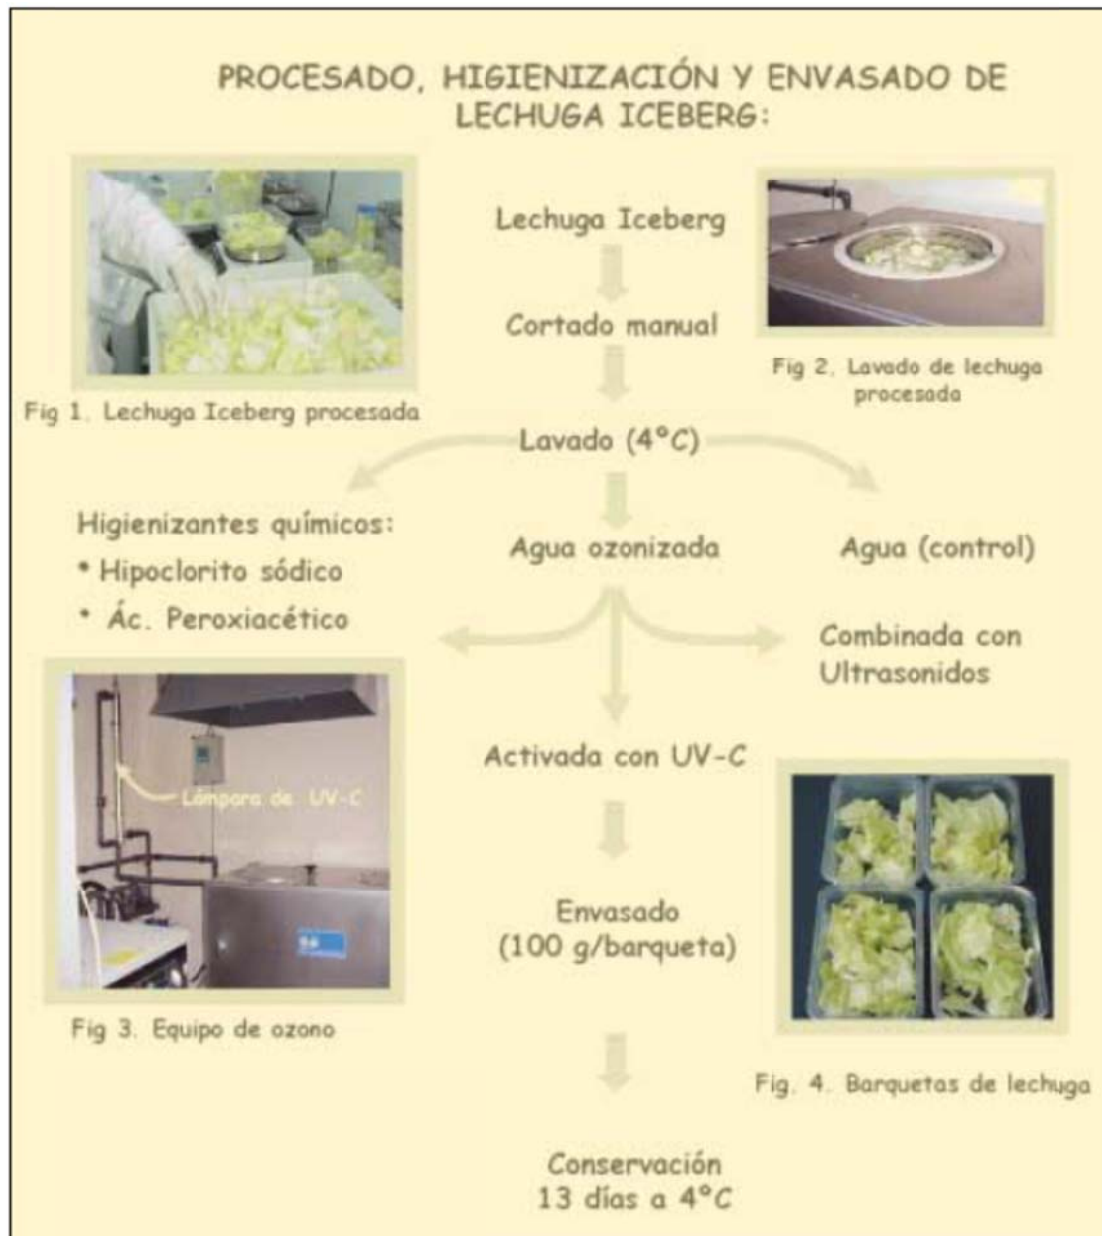 PROCESADO, HIGIENIZACIÓN Y ENVASADO DE
LECHUGA ICEBERG:
Lechuga Iceberg
Cortado manual
Fig 1. Lechuga Iceberg procesada
Fig 2. Lavado de lechuga
procesada
Lavado (4ºC)
Higienizantes químicos:
* Hipoclorito sódico
* Ác. Peroxiacético
Agua ozonizada
Agua (control)
Combinada con
Ultrasonidos
Activada con UV-C
Lámpara de UV-C
Fig 3. Equipo de ozono
Envasado
(100 g/barqueta)
Fig. 4. Barquetas de lechuga
Conservación
13 días a 4ºC